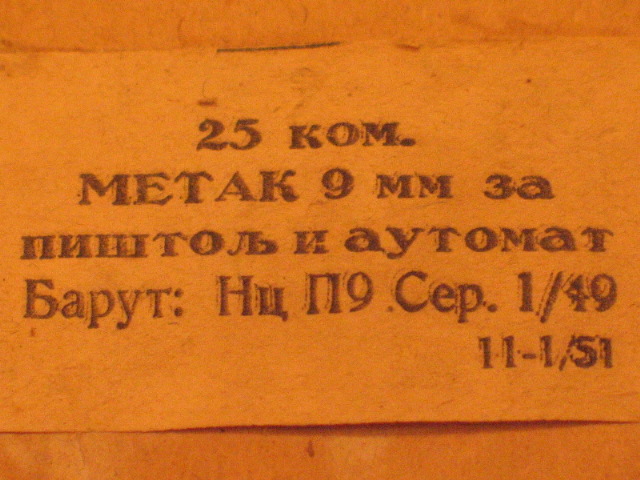 25 ком.
МЕТАК 9 мм за
пиштољ и аутомат
Барут: Нц П9 Сер. 1/49
11-1/51